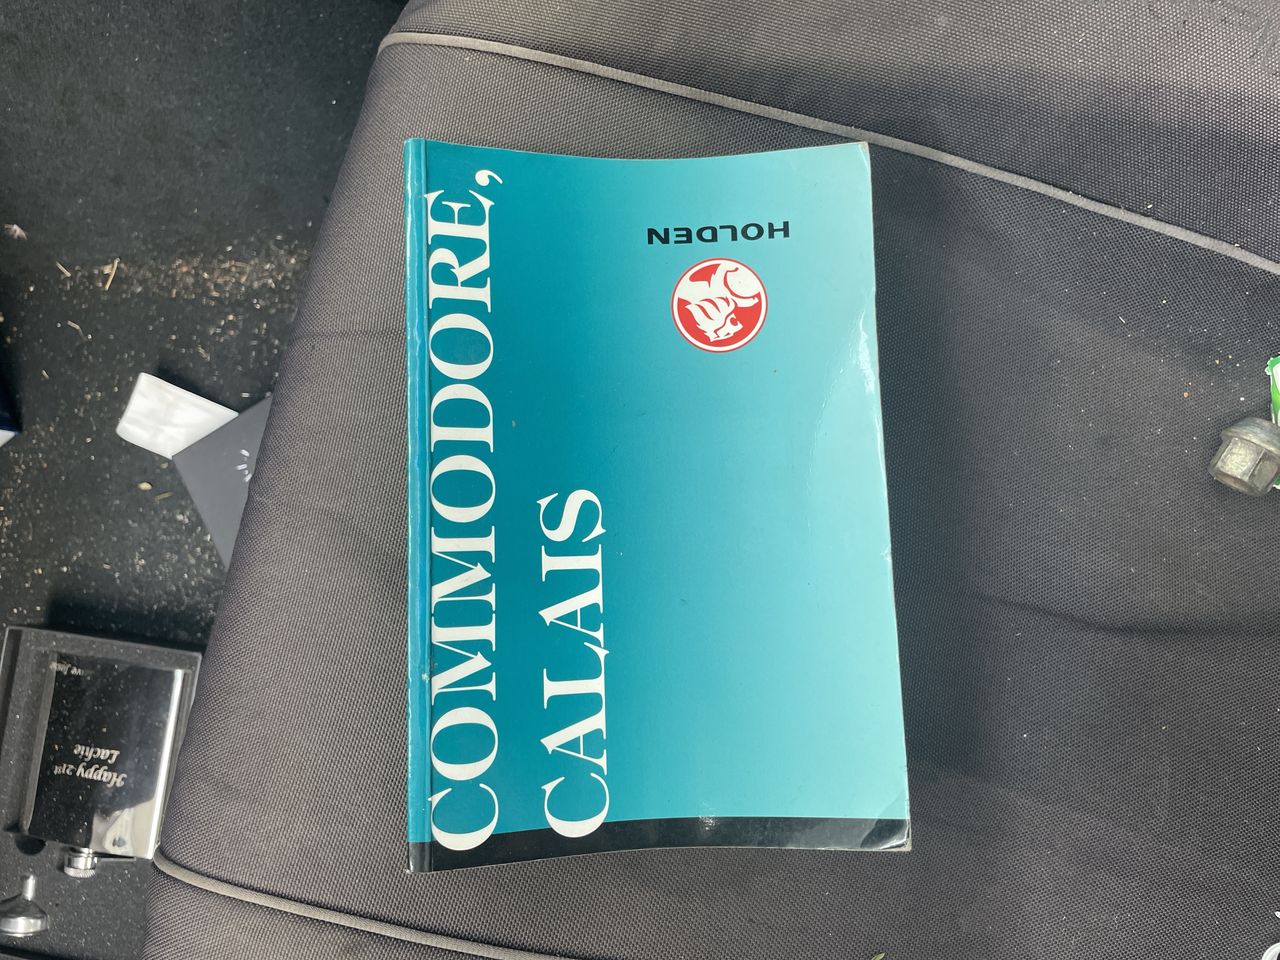 COMMODORE,
CALAIS
HOLDEN
Happy 21st
Lachie